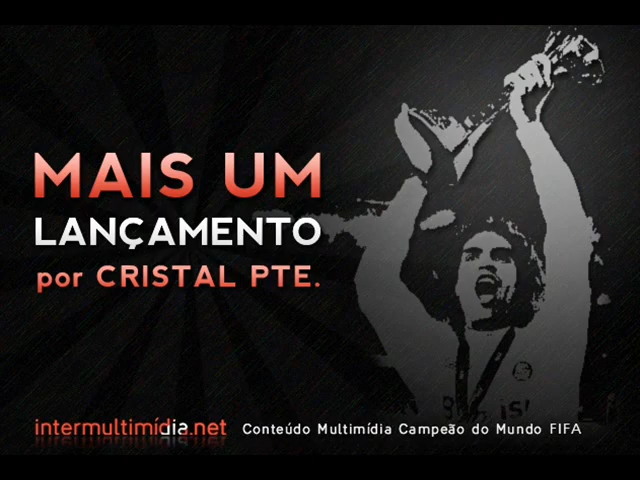 MAIS UM
LANÇAMENTO
por CRISTAL PTE.
intermultimídia.net Conteúdo Multimídia Campeão do Mundo FIFA